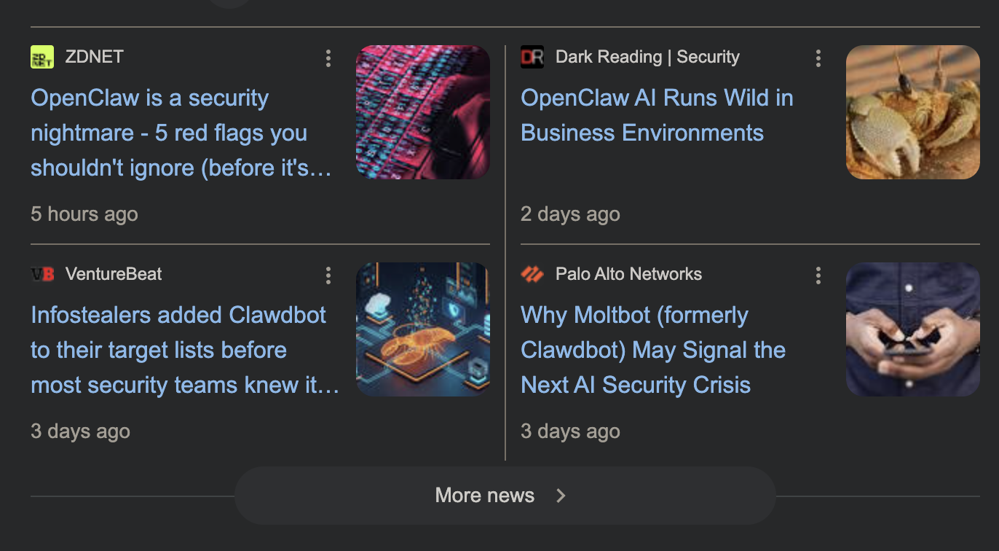 ZDNET
OpenClaw is a security
nightmare - 5 red flags you
shouldn't ignore (before it's...
5 hours ago
DR
Dark Reading | Security
OpenClaw AI Runs Wild in
Business Environments
2 days ago
VB
VentureBeat
Infostealers added Clawdbot
to their target lists before
most security teams knew it...
3 days ago
Palo Alto Networks
Why Moltbot (formerly
Clawdbot) May Signal the
Next AI Security Crisis
3 days ago
More news